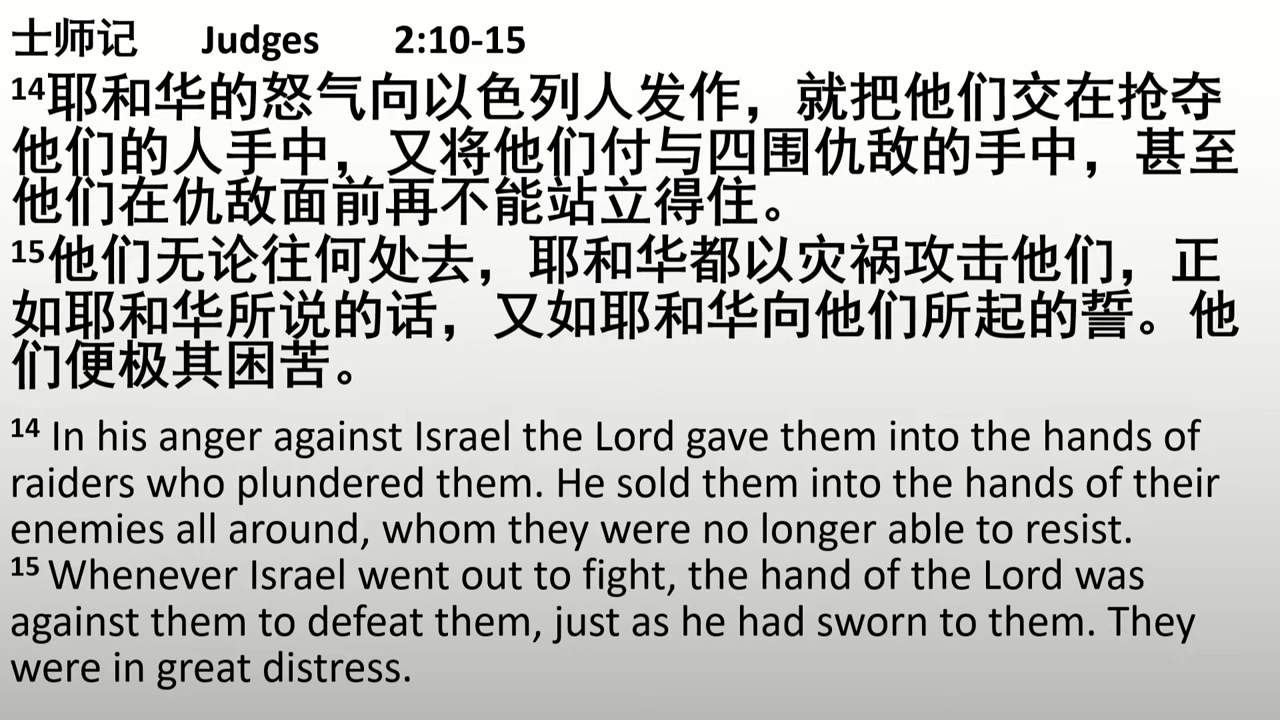 士师记 Judges 2:10-15
14耶和华的怒气向以色列人发作，就把他们交在抢夺
他们的人手中，又将他们付与四围仇敌的手中，甚至
他们在仇敌面前再不能站立得住。
15他们无论往何处去，耶和华都以灾祸攻击他们，正
如耶和华所说的话，又如耶和华向他们所起的誓。他
们便极其困苦。
14 In his anger against Israel the Lord gave them into the hands of
raiders who plundered them. He sold them into the hands of their
enemies all around, whom they were no longer able to resist.
15 Whenever Israel went out to fight, the hand of the Lord was
against them to defeat them, just as he had sworn to them. They
were in great distress.